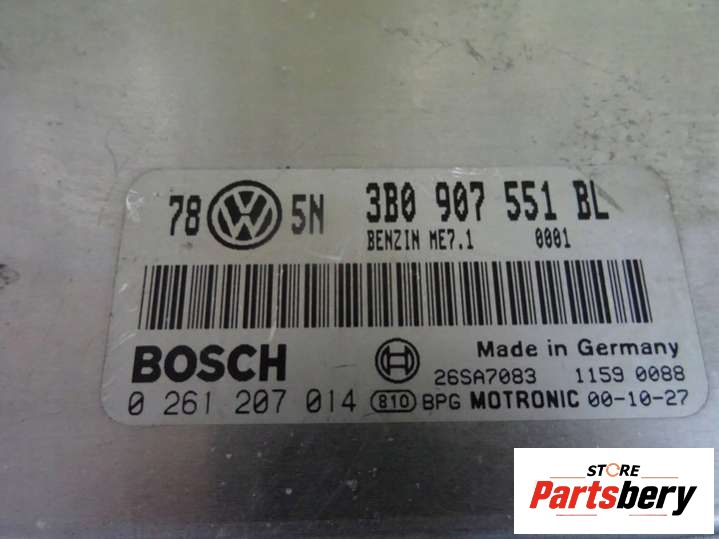 78 VW 5N 3B0 907 551 BL
BENZIN ME7.1 0001
BOSCH Made in Germany
26SA7083 1159 0088
0 261 207 014 810 BPG MOTRONIC 00-10-27
STORE
Partsbery